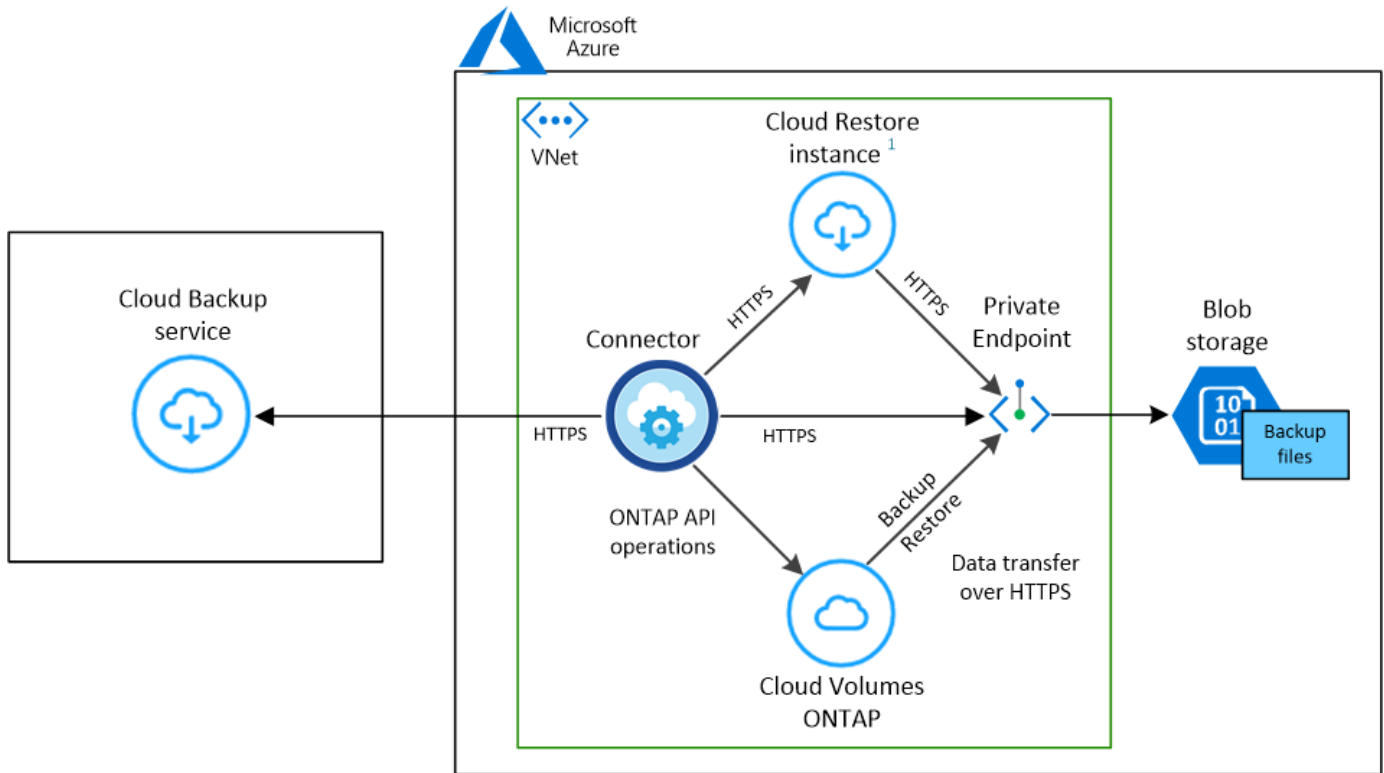 Microsoft
Azure
VNet
Cloud Restore
instance 1
Cloud Backup
service
HTTPS
HTTPS
Connector
Private
Endpoint
Blob
storage
10
01
Backup
files
HTTPS
HTTPS
ONTAP API
operations
Backup
Restore
Data transfer
over HTTPS
Cloud Volumes
ONTAP